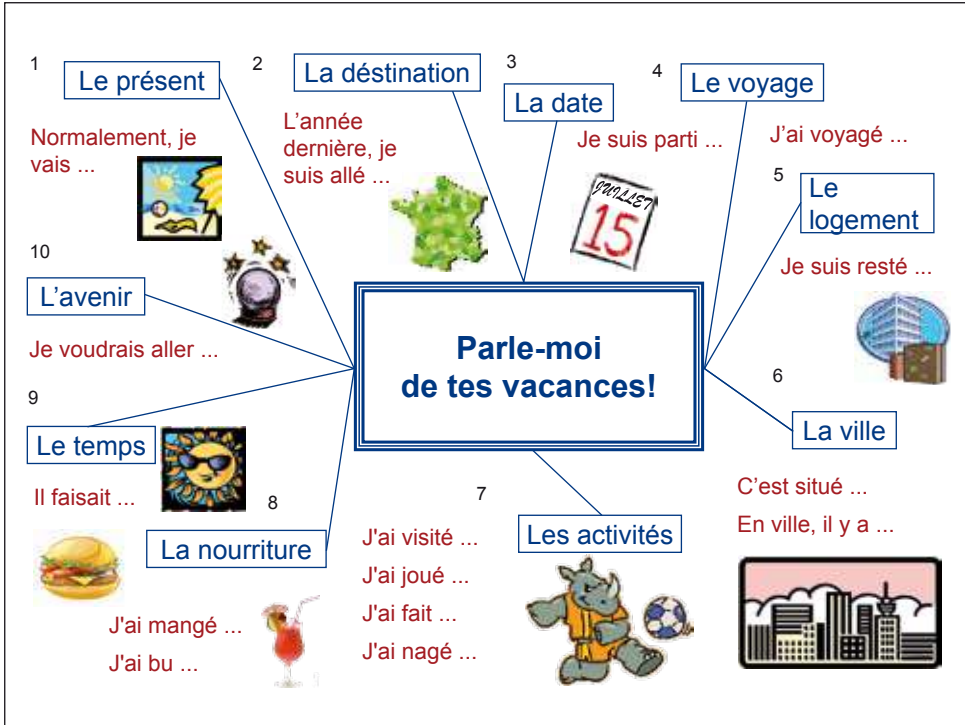 1
Le présent
Normalement, je
vais ...
2
La déstination
L'année
dernière, je
suis allé ...
3
La date
Je suis parti ...
JUILLET
15
4
Le voyage
J'ai voyagé ...
5
Le
logement
Je suis resté ...
6
La ville
C'est situé ...
En ville, il y a ...
7
Les activités
J'ai visité ...
J'ai joué ...
J'ai fait ...
J'ai nagé ...
8
La nourriture
J'ai mangé ...
J'ai bu ...
9
Le temps
Il faisait ...
10
L'avenir
Je voudrais aller ...
Parle-moi
de tes vacances!